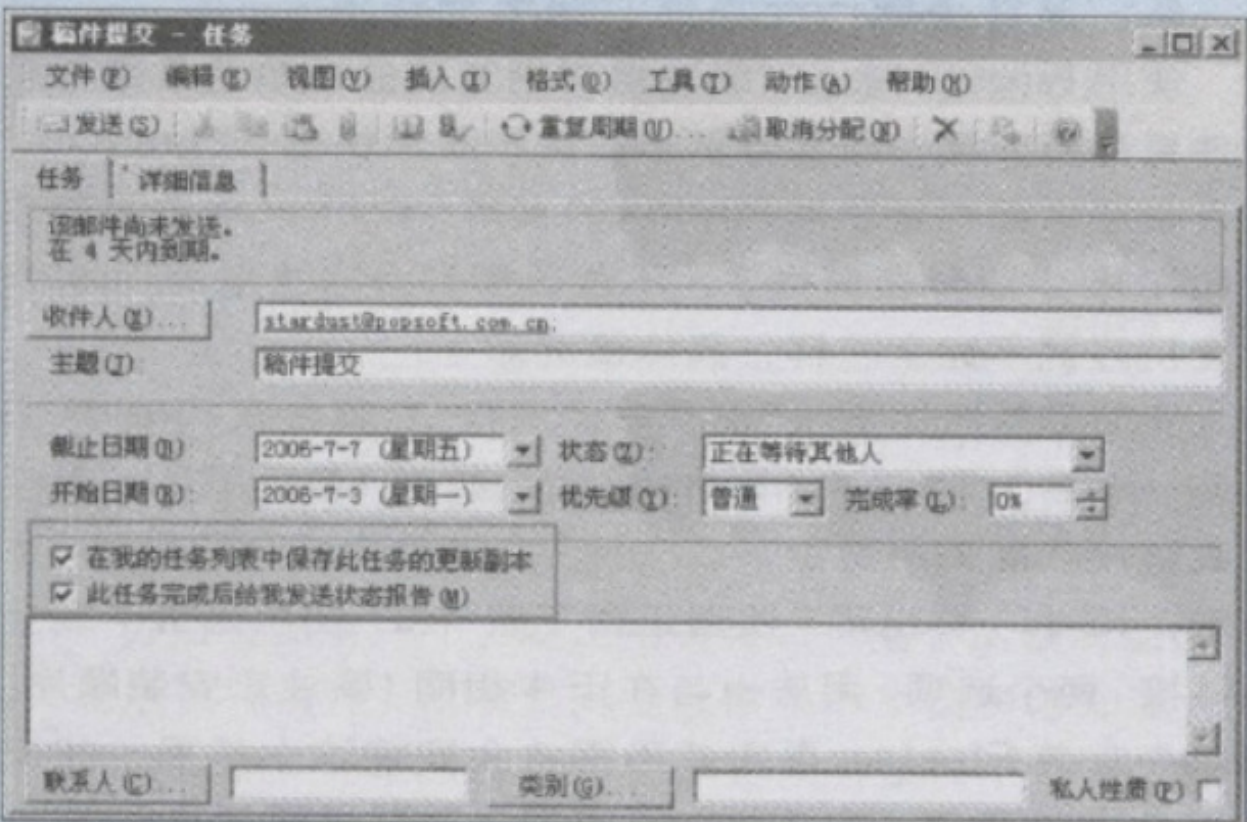 稿件提交 - 任务
文件(F) 编辑(E) 视图(V) 插入(I) 格式(O) 工具(T) 动作(A) 帮助(H)
发送(S) 重复周期(U)... 取消分配(N)
任务 详细信息
该邮件尚未发送。
在 4 天内到期。
收件人(X)... stardust@popsoft.com.cn;
主题(J): 稿件提交
截止日期(D) 2006-7-7 (星期五) 状态(Z): 正在等待其他人
开始日期(R): 2006-7-3 (星期一) 优先级(Y): 普通 完成率(L): 0%
在我的任务列表中保存此任务的更新副本
此任务完成后给我发送状态报告(M)
联系人(C)... 类别(G)... 私人性质(P)